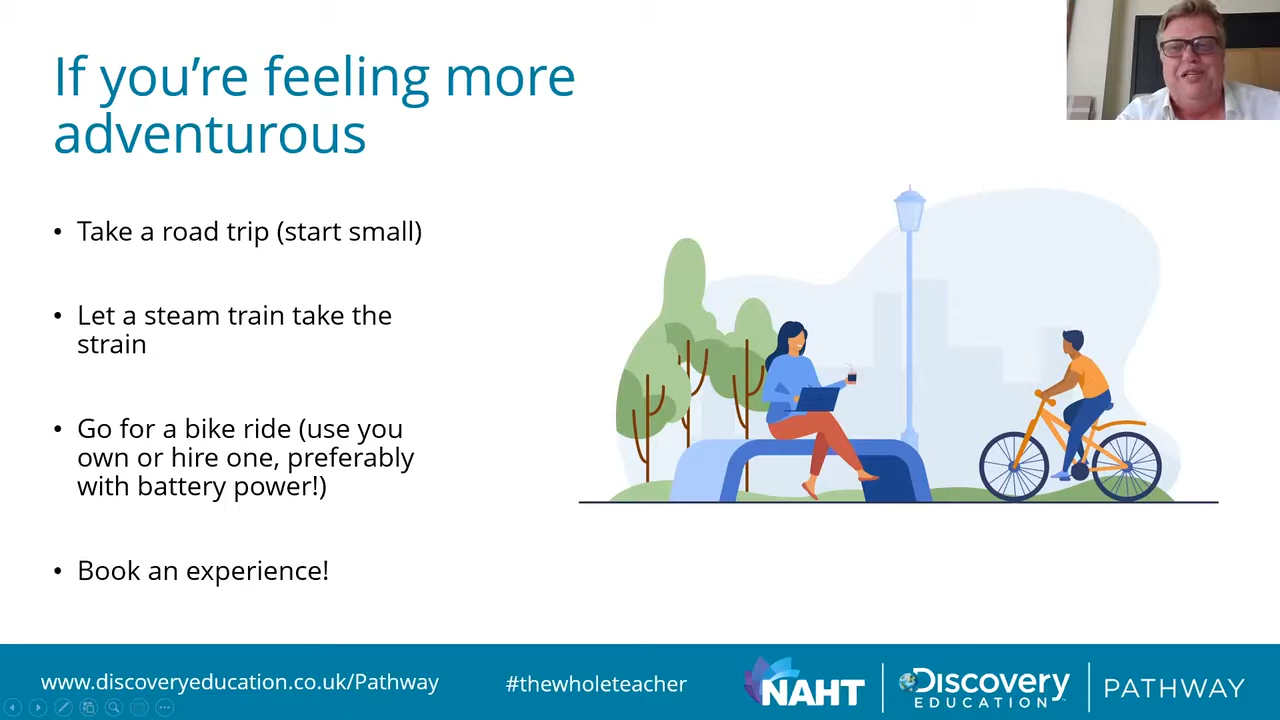 If you’re feeling more
adventurous
• Take a road trip (start small)
• Let a steam train take the
strain
• Go for a bike ride (use you
own or hire one, preferably
with battery power!)
• Book an experience!
www.discoveryeducation.co.uk/Pathway
#thewholeteacher
NAHT
Discovery
EDUCATION
PATHWAY